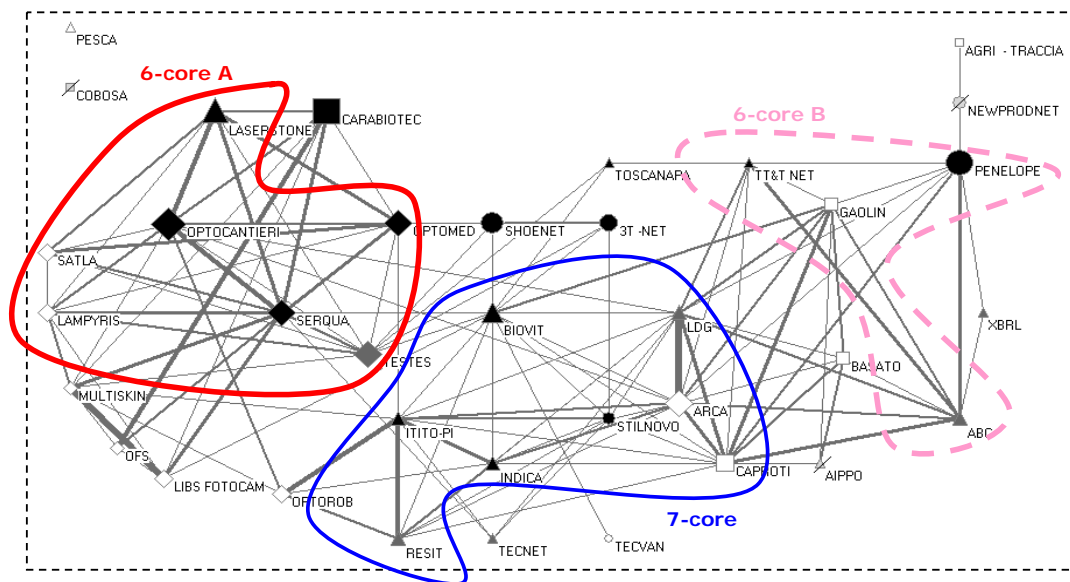 PESCA
AGRI - TRACCIA
6-core A
COBOSA
NEWPRODNET
6-core B
LASERSTONE
CARABIOTEC
TOSCANAPA
TT&T NET
PENELOPE
GAOLIN
OPTOCANTIERI
OPTOMED
SHOENET
3T -NET
SATLA
LAMPYRIS
SERQUA
BIOVIT
LDG
XBRL
TESTES
BASATO
MULTISKIN
ARCA
ITITO-PI
STILNOVO
ABC
OFS
INDICA
CAPROTI
AIPPO
LIBS FOTOCAM
OPTOROB
7-core
RESIT
TECNET
TECVAN